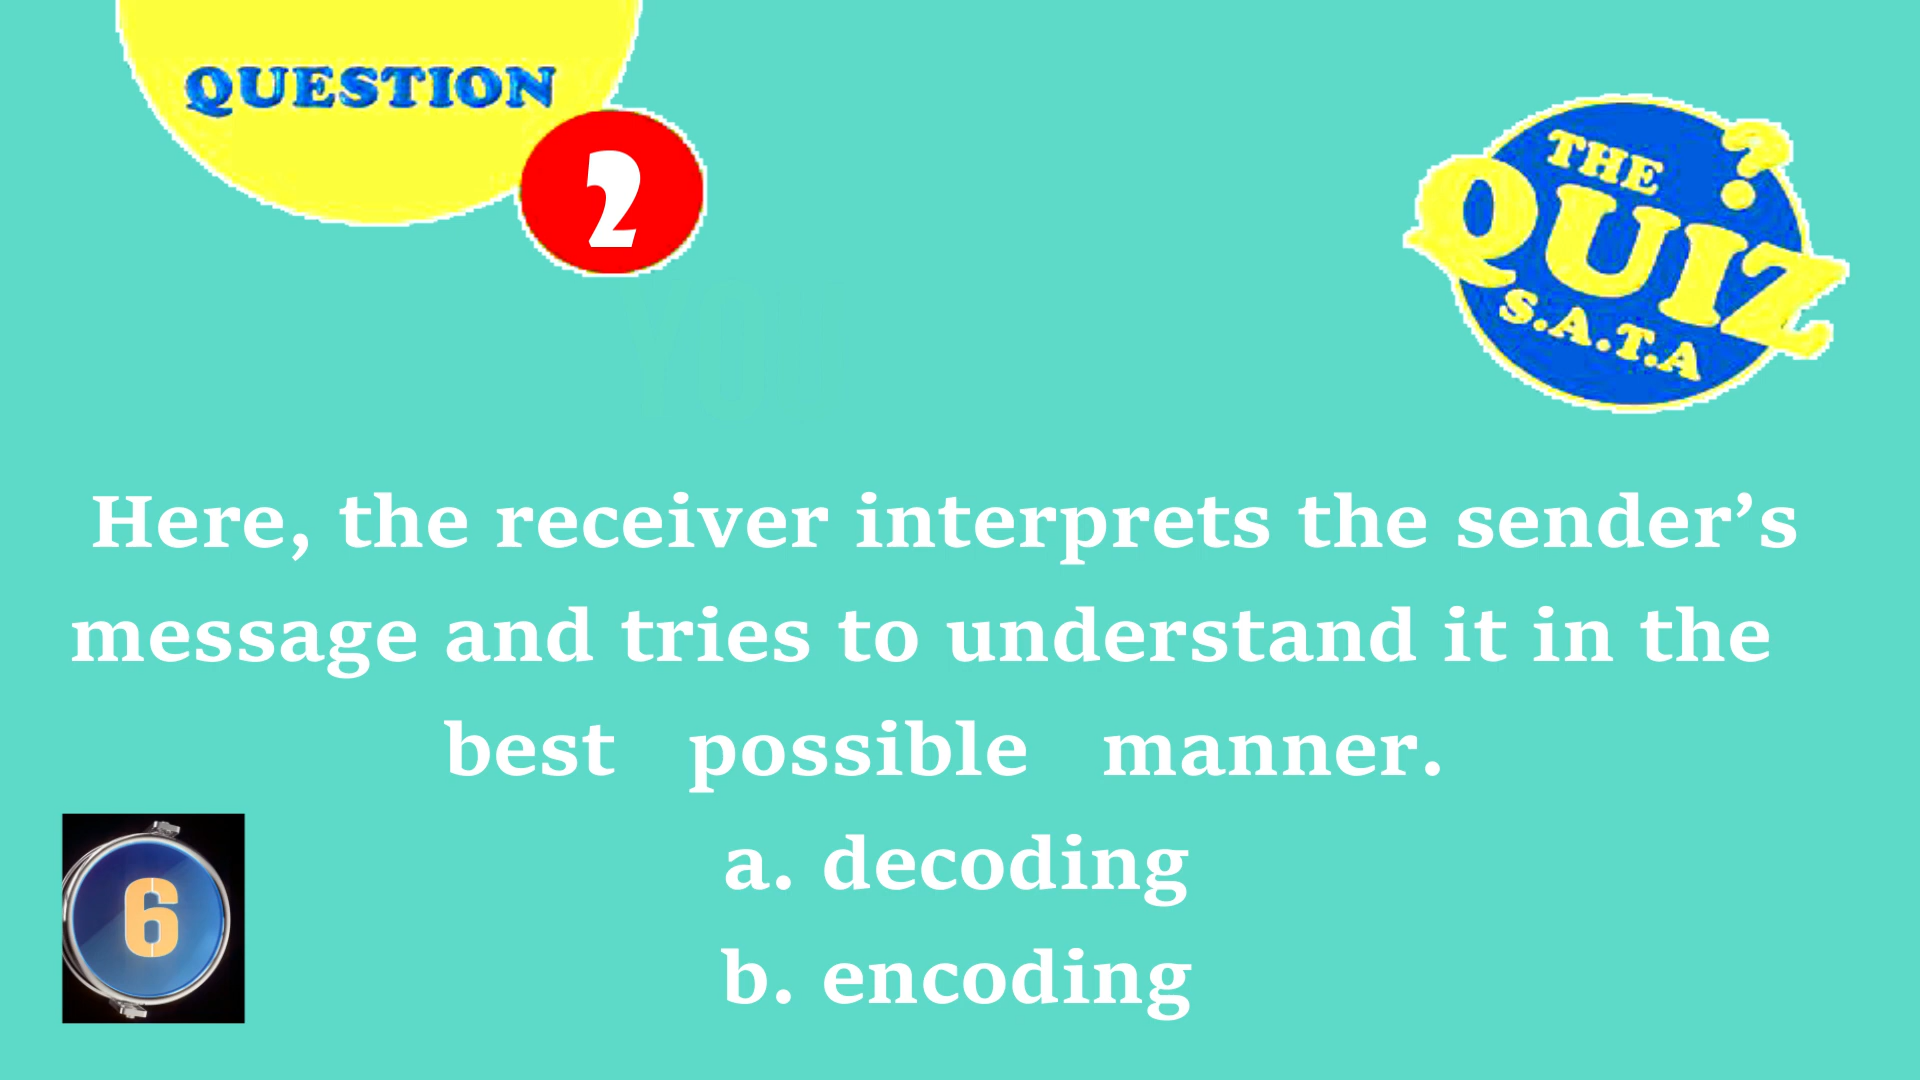 QUESTION
2
THE
QUIZ
?
S.A.T.A
Here, the receiver interprets the sender’s
message and tries to understand it in the
best possible manner.
a. decoding
b. encoding
6